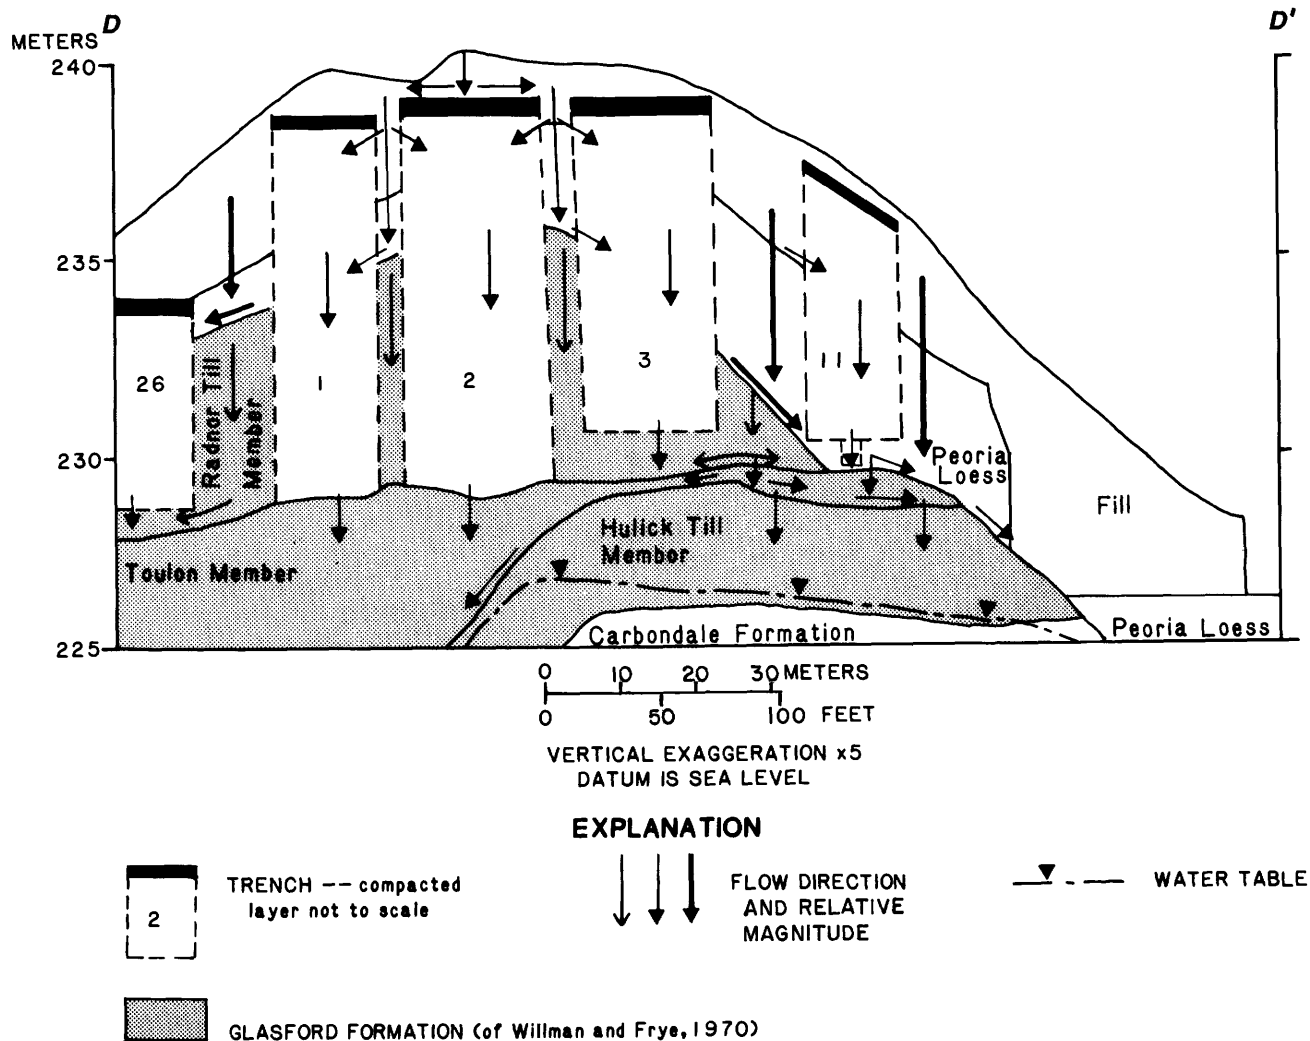 D
D'
METERS
240
235
230
225
26
1
2
3
11
Radnor Till
Member
Peoria
Loess
Fill
Hulick Till
Member
Toulon Member
Carbondale Formation
Peoria Loess
0 10 20 30 METERS
0 50 100 FEET
VERTICAL EXAGGERATION x5
DATUM IS SEA LEVEL
EXPLANATION
2
TRENCH -- compacted
layer not to scale
FLOW DIRECTION
AND RELATIVE
MAGNITUDE
WATER TABLE
GLASFORD FORMATION (of Willman and Frye, 1970)